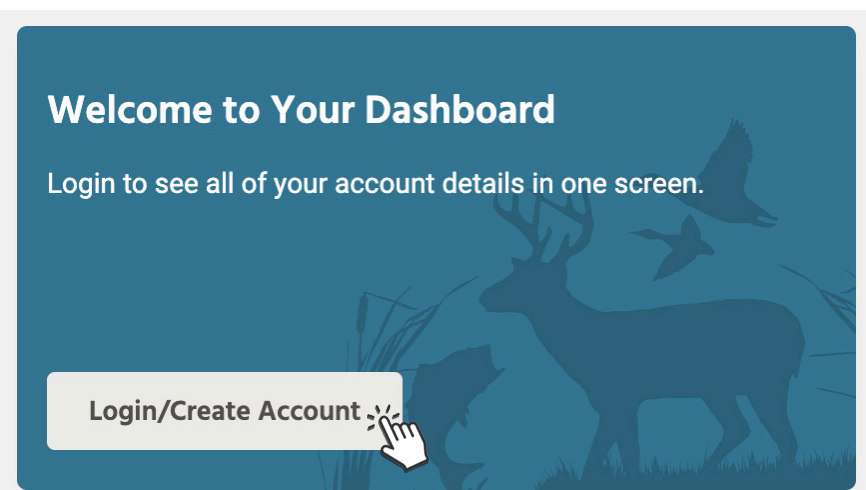 Welcome to Your Dashboard
Login to see all of your account details in one screen.
Login/Create Account